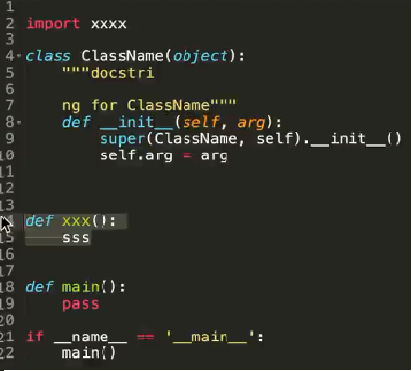 1
2 import xxxx
3
4 class ClassName(object):
5     """docstri
6
7     ng for ClassName"""
8     def __init__(self, arg):
9         super(ClassName, self).__init__()
10         self.arg = arg
11
12
13
14 def xxx():
15     sss
16
17
18 def main():
19     pass
20
21 if __name__ == '__main__':
22     main()